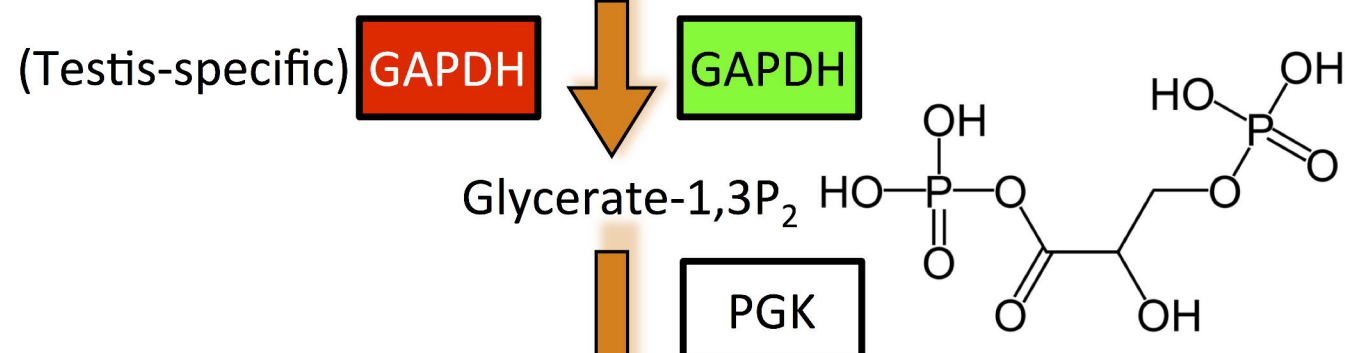 (Testis-specific) GAPDH GAPDH
Glycerate-1,3P₂
PGK
OH
HO P O
O
O
OH
HO
OH
P
O
O